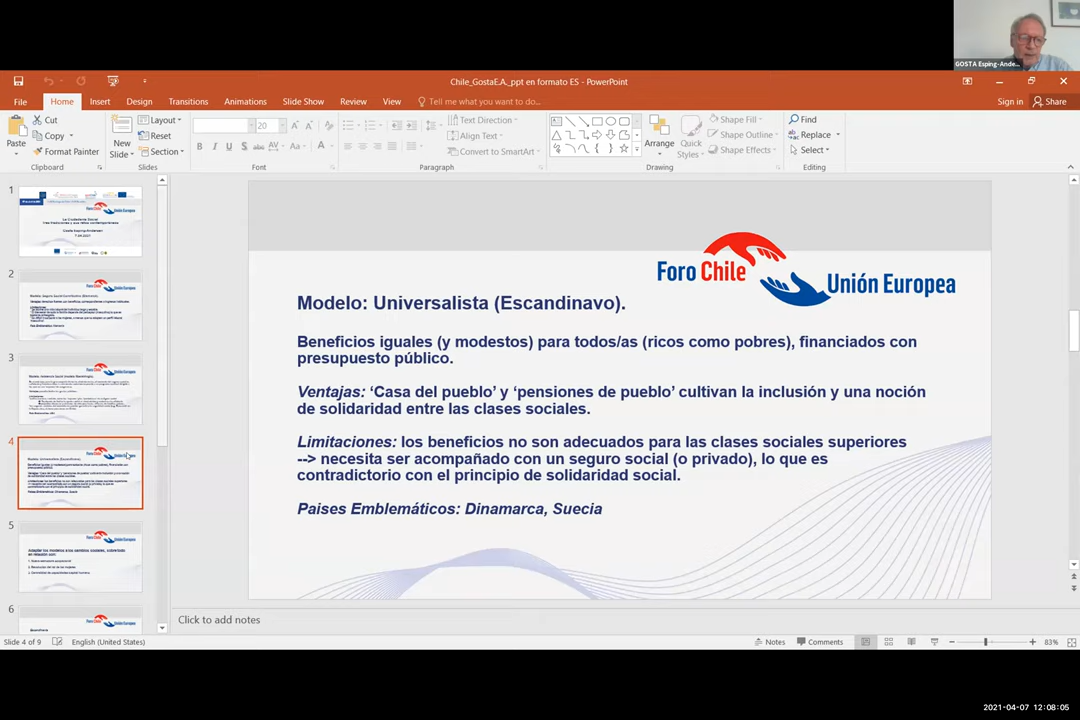 GOSTA Esping-Ande...
Chile_GostaE.A._ppt en formato ES - PowerPoint
File
Home
Insert
Design
Transitions
Animations
Slide Show
Review
View
Tell me what you want to do...
Sign in
Share
Paste
Cut
Copy
Format Painter
Clipboard
New Slide
Layout
Reset
Section
Slides
20
Font
Text Direction
Align Text
Convert to SmartArt
Paragraph
Arrange
Quick Styles
Shape Fill
Shape Outline
Shape Effects
Drawing
Find
Replace
Select
Editing
1
2
3
4
5
6
Foro Chile
Unión Europea
Modelo: Universalista (Escandinavo).
Beneficios iguales (y modestos) para todos/as (ricos como pobres), financiados con
presupuesto público.
Ventajas: ‘Casa del pueblo’ y ‘pensiones de pueblo’ cultivan la inclusión y una noción
de solidaridad entre las clases sociales.
Limitaciones: los beneficios no son adecuados para las clases sociales superiores
--> necesita ser acompañado con un seguro social (o privado), lo que es
contradictorio con el principio de solidaridad social.
Paises Emblemáticos: Dinamarca, Suecia
Click to add notes
Slide 4 of 9
English (United States)
Notes
Comments
83%
2021-04-07 12:08:05